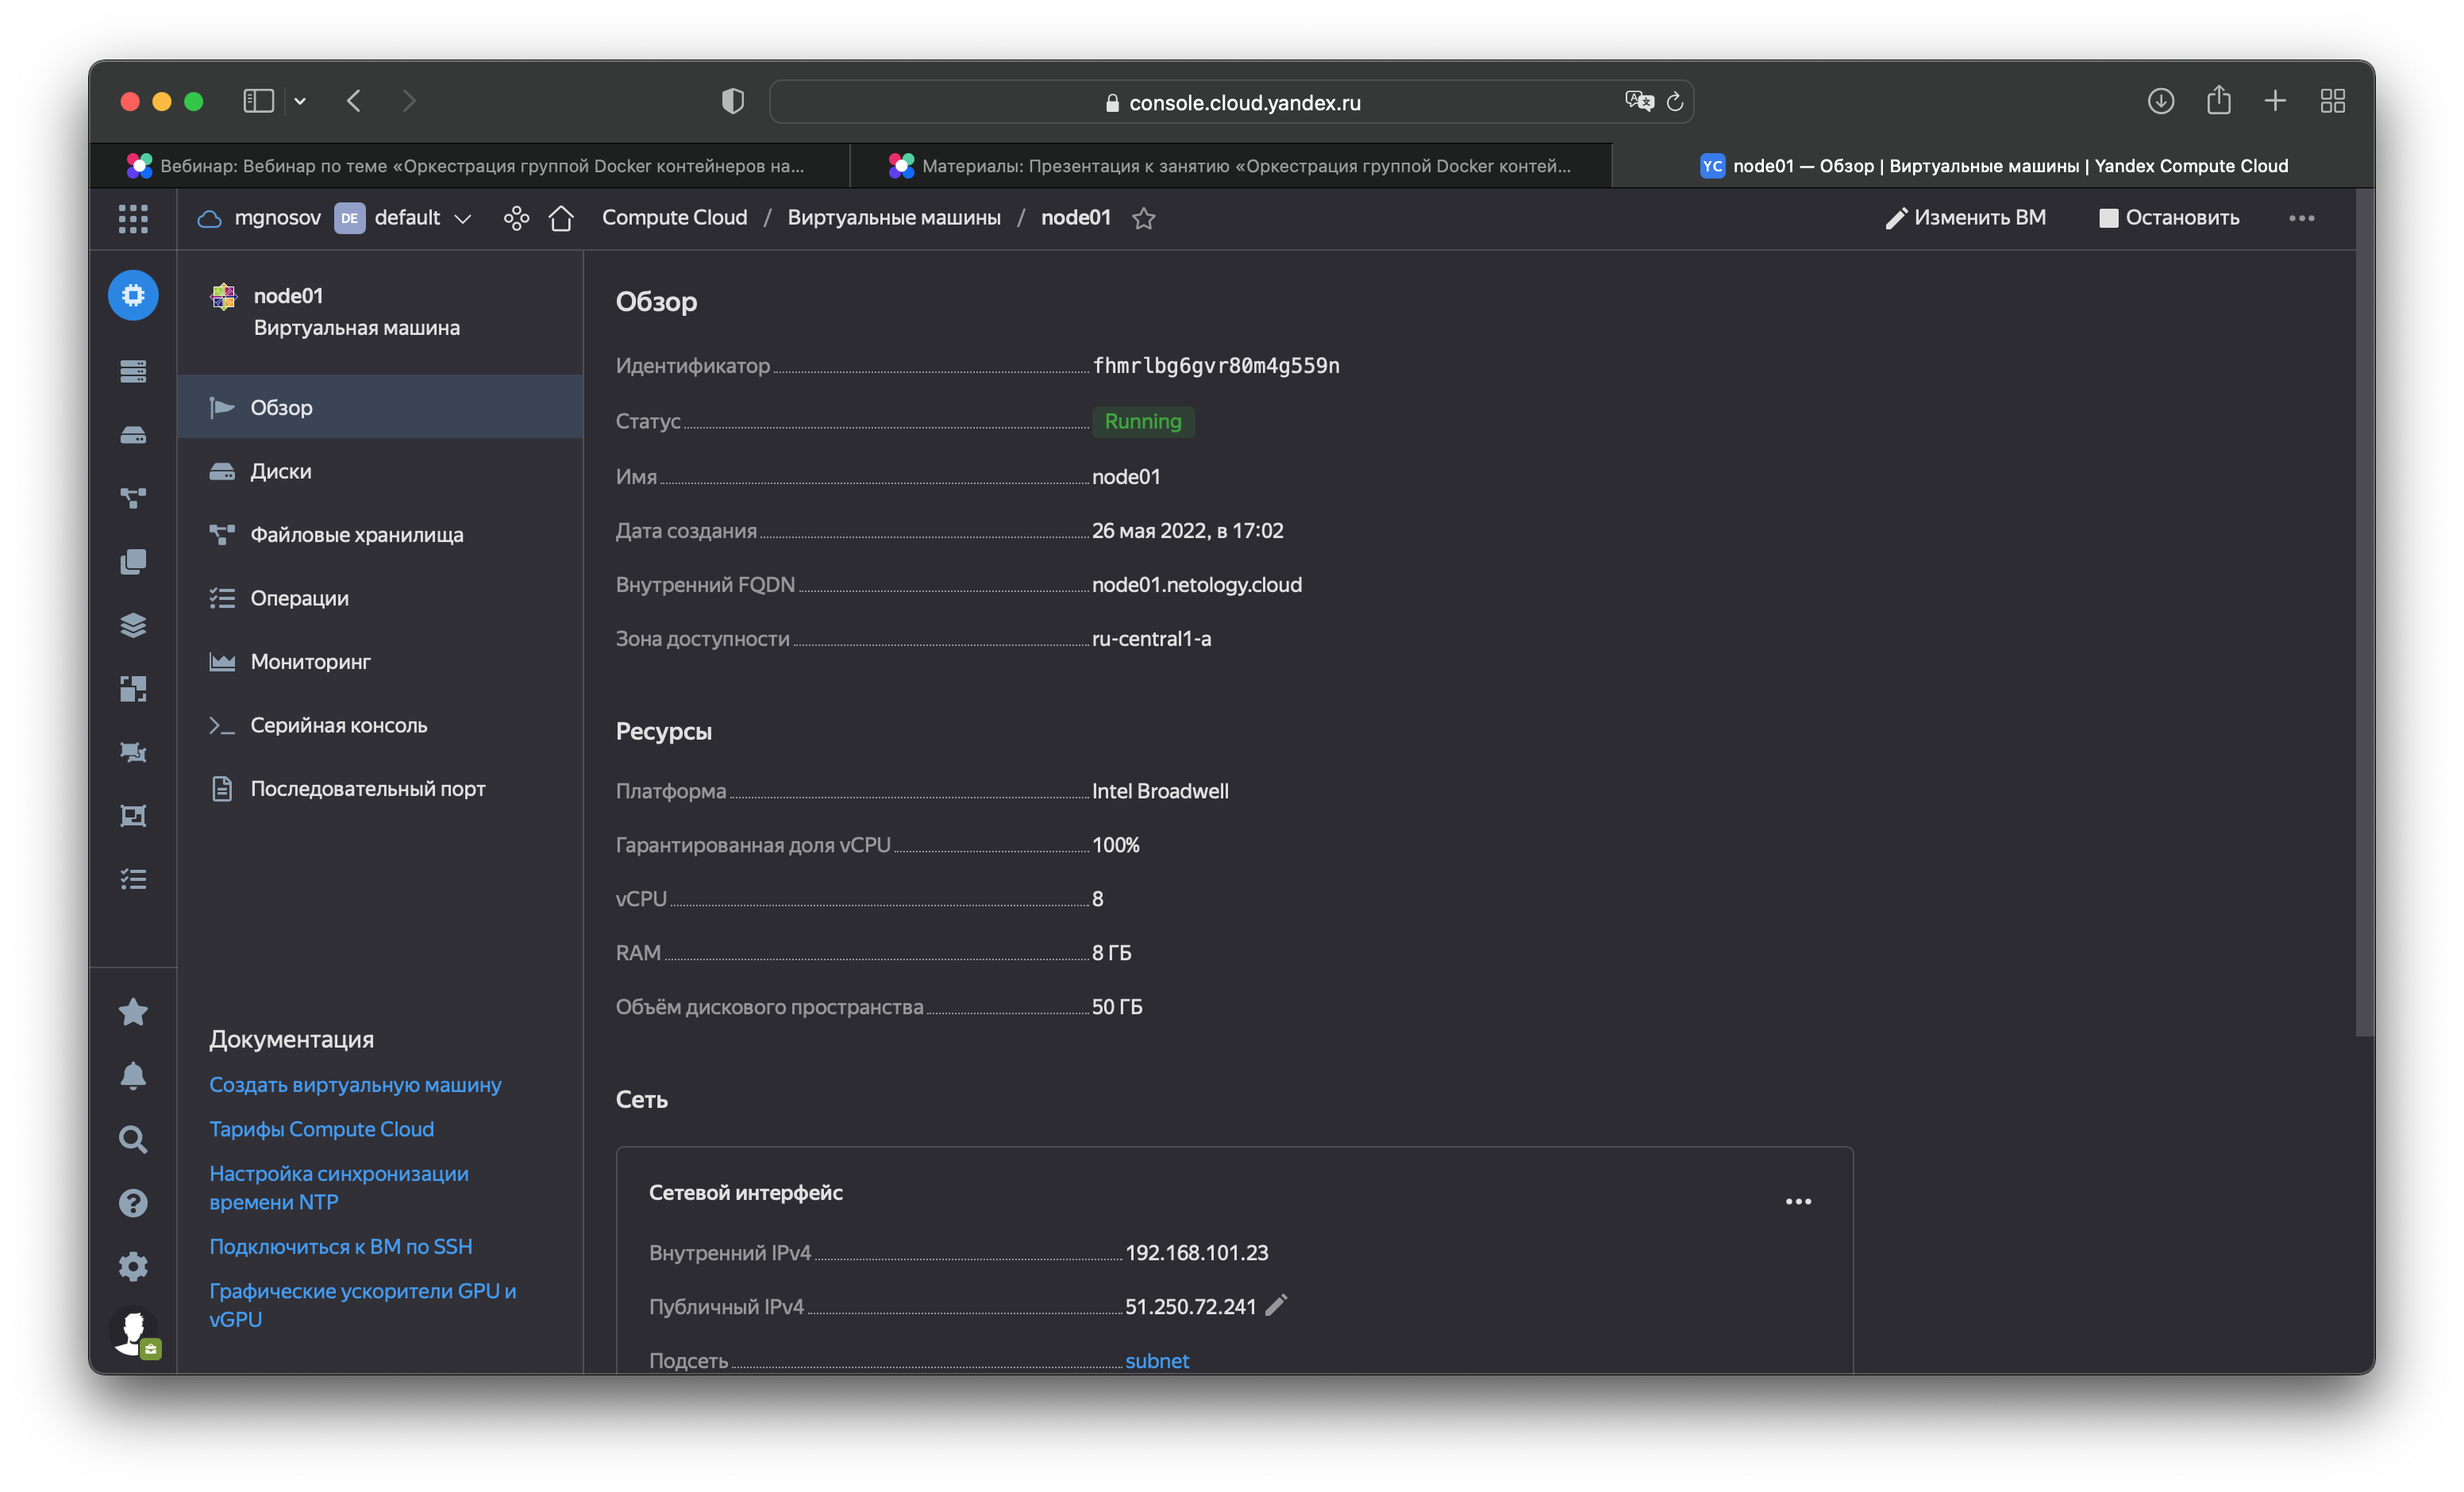 console.cloud.yandex.ru
Вебинар: Вебинар по теме «Оркестрация группой Docker контейнеров на...
Материалы: Презентация к занятию «Оркестрация группой Docker контей...
YC node01 — Обзор | Виртуальные машины | Yandex Compute Cloud
mgnosov DE default Compute Cloud / Виртуальные машины / node01 Изменить ВМ Остановить
node01
Виртуальная машина
Обзор
Диски
Файловые хранилища
Операции
Мониторинг
Серийная консоль
Последовательный порт
Документация
Создать виртуальную машину
Тарифы Compute Cloud
Настройка синхронизации
времени NTP
Подключиться к ВМ по SSH
Графические ускорители GPU и
vGPU
Обзор
Идентификатор fhmrlbg6gvr80m4g559n
Статус Running
Имя node01
Дата создания 26 мая 2022, в 17:02
Внутренний FQDN node01.netology.cloud
Зона доступности ru-central1-a
Ресурсы
Платформа Intel Broadwell
Гарантированная доля vCPU 100%
vCPU 8
RAM 8 ГБ
Объём дискового пространства 50 ГБ
Сеть
Сетевой интерфейс
Внутренний IPv4 192.168.101.23
Публичный IPv4 51.250.72.241
Подсеть subnet